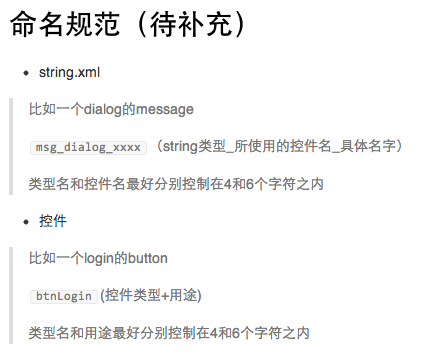 命名规范（待补充）
string.xml
比如一个dialog的message
msg_dialog_xxxx（string类型_所使用的控件名_具体名字）
类型名和控件名最好分别控制在4和6个字符之内
控件
比如一个login的button
btnLogin(控件类型+用途)
类型名和用途最好分别控制在4和6个字符之内